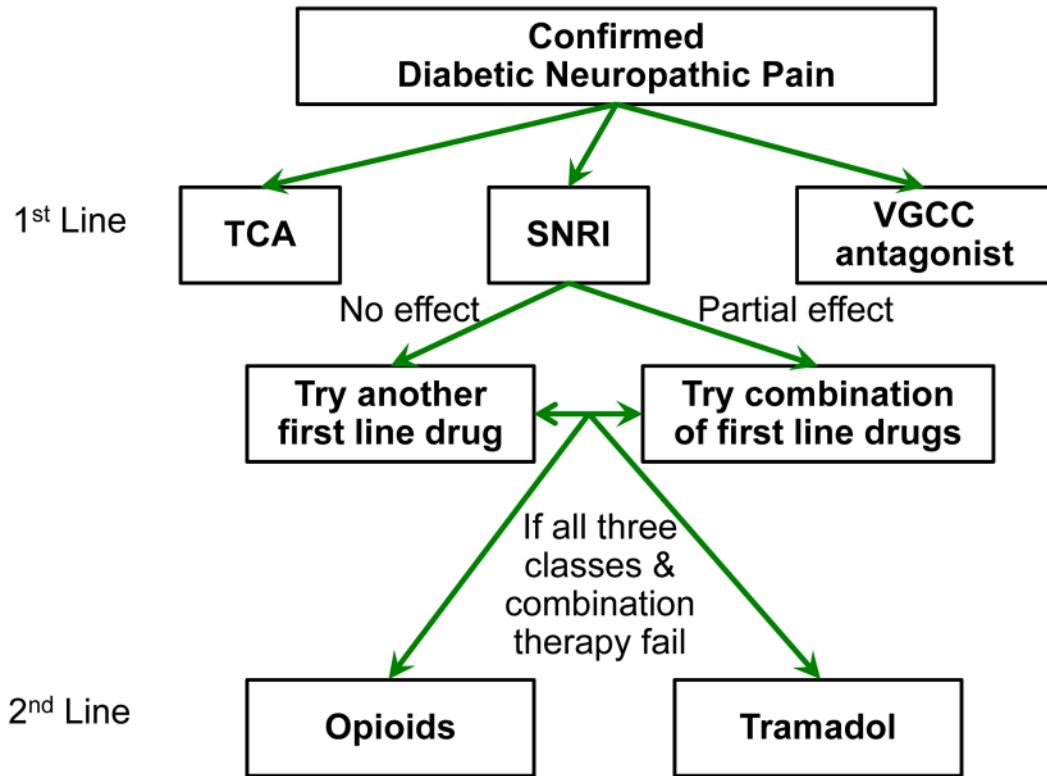 Confirmed
Diabetic Neuropathic Pain
1st Line
TCA
SNRI
VGCC
antagonist
No effect
Partial effect
Try another
first line drug
Try combination
of first line drugs
If all three
classes &
combination
therapy fail
2nd Line
Opioids
Tramadol